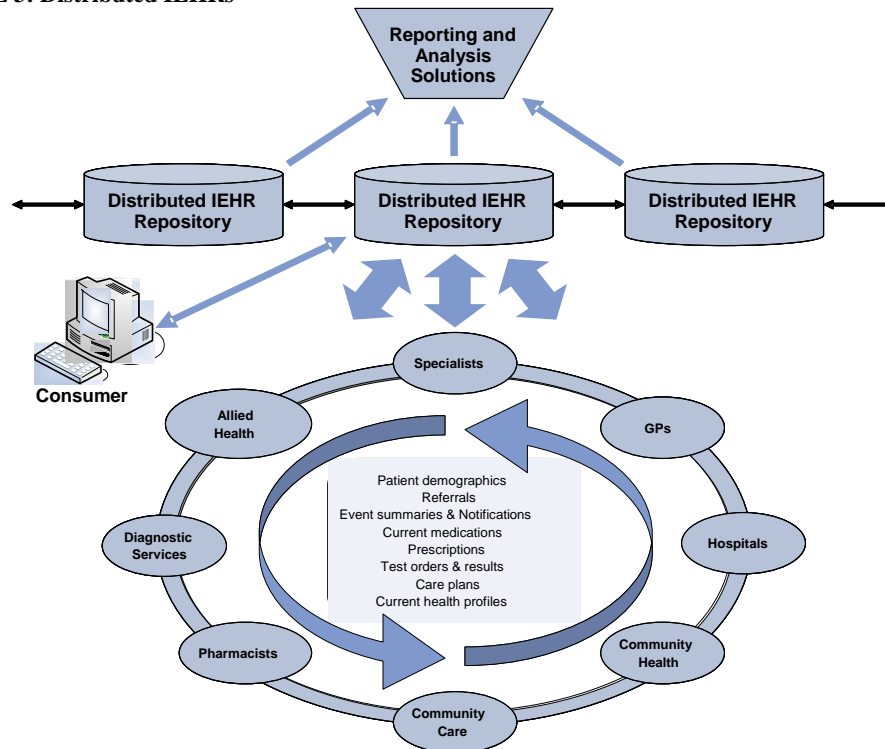 Distributed IEHRs
Reporting and
Analysis
Solutions
Distributed IEHR
Repository
Distributed IEHR
Repository
Distributed IEHR
Repository
Consumer
Specialists
Allied
Health
GPs
Patient demographics
Referrals
Event summaries & Notifications
Current medications
Prescriptions
Test orders & results
Care plans
Current health profiles
Diagnostic
Services
Hospitals
Pharmacists
Community
Health
Community
Care